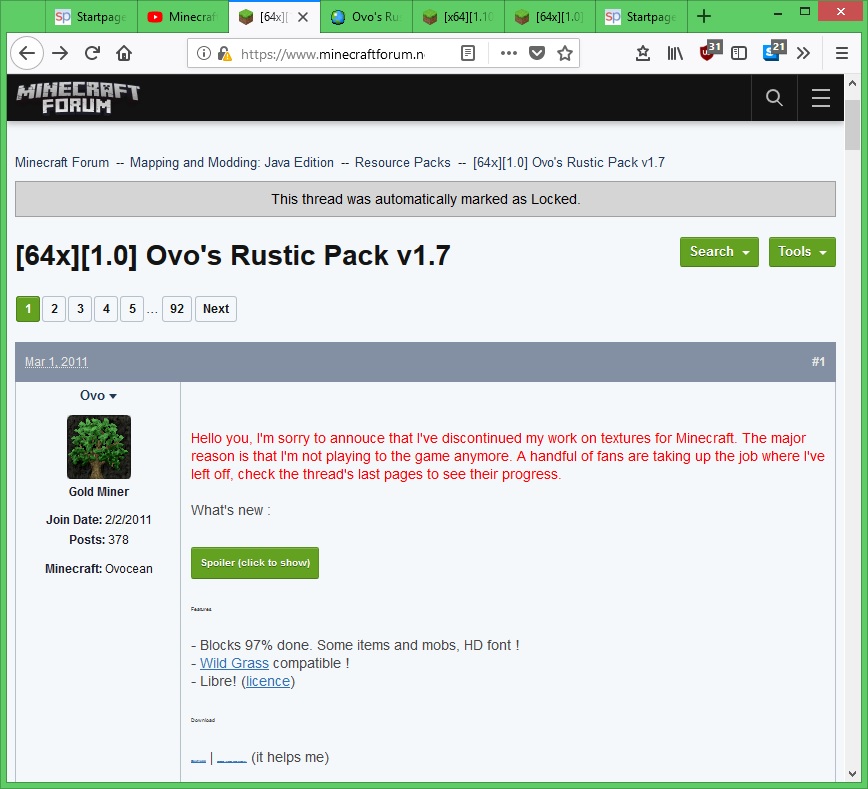 Startpage
Minecraf
[64x][
Ovo's Ru
[x64][1.10
[64x][1.0]
Startpage
https://www.minecraftforum.n
31
21
MINECRAFT
FORUM
Minecraft Forum -- Mapping and Modding: Java Edition -- Resource Packs -- [64x][1.0] Ovo's Rustic Pack v1.7
This thread was automatically marked as Locked.
[64x][1.0] Ovo's Rustic Pack v1.7
Search
Tools
1 2 3 4 5 ... 92 Next
Mar 1, 2011
#1
Ovo
Gold Miner
Join Date: 2/2/2011
Posts: 378
Minecraft: Ovocean
Hello you, I'm sorry to annouce that I've discontinued my work on textures for Minecraft. The major
reason is that I'm not playing to the game anymore. A handful of fans are taking up the job where I've
left off, check the thread's last pages to see their progress.
What's new :
Spoiler (click to show)
Features
- Blocks 97% done. Some items and mobs, HD font !
- Wild Grass compatible !
- Libre! (licence)
Download
| (it helps me)